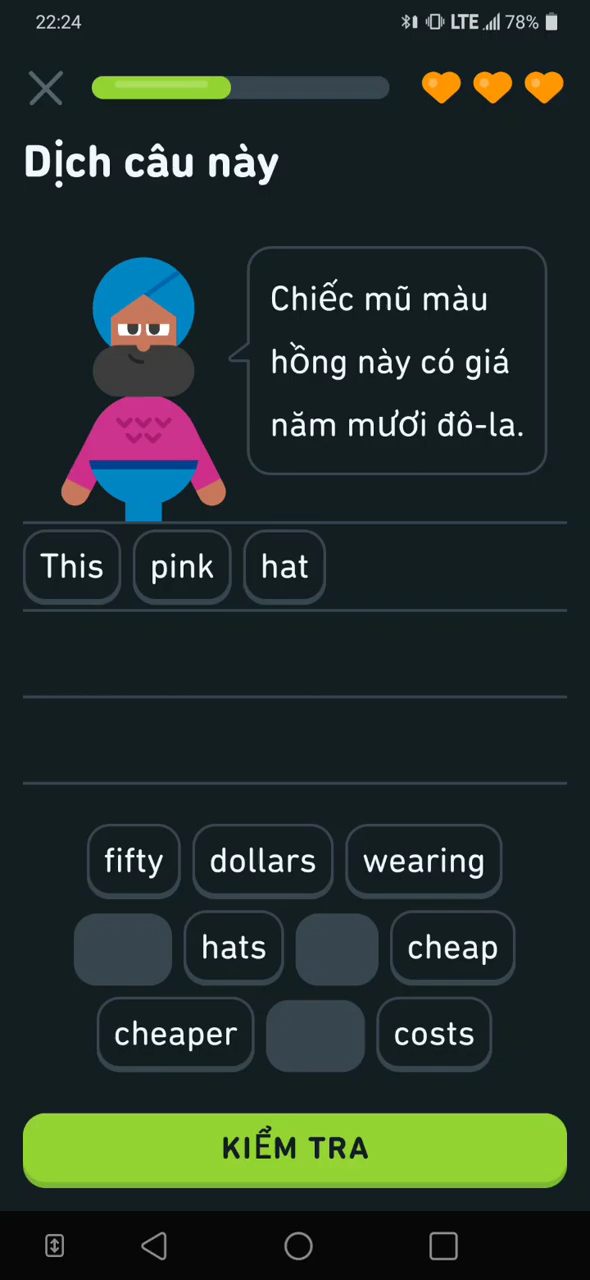 22:24 LTE 78%
Dịch câu này
Chiếc mũ màu
hồng này có giá
năm mươi đô-la.
This pink hat
fifty dollars wearing
hats cheap
cheaper costs
KIỂM TRA